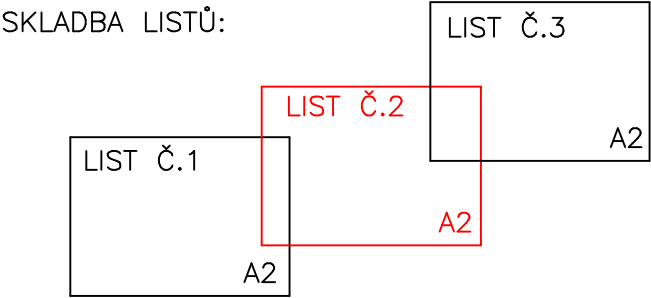 SKLADBA LISTŮ:
LIST Č.3
A2
LIST Č.2
A2
LIST Č.1
A2